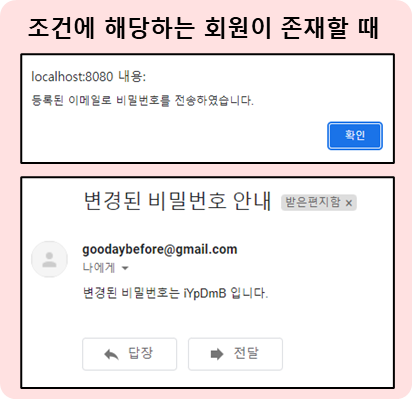 조건에 해당하는 회원이 존재할 때
localhost:8080 내용:
등록된 이메일로 비밀번호를 전송하였습니다.
확인
변경된 비밀번호 안내 받은편지함 x
goodaybefore@gmail.com
나에게
변경된 비밀번호는 iYpDmB 입니다.
답장 전달